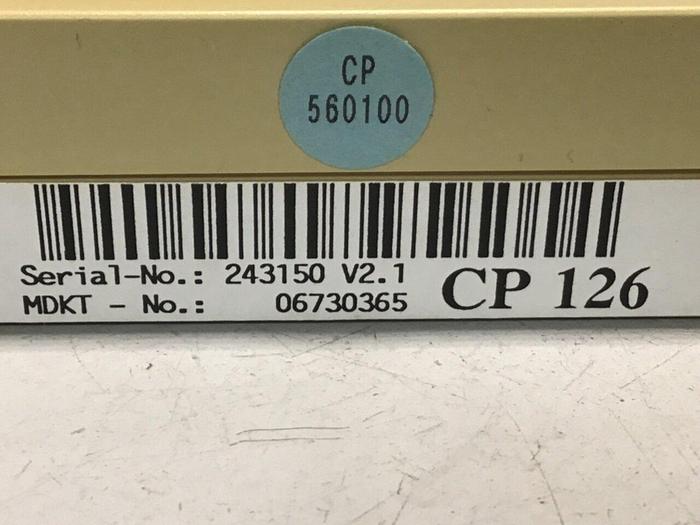 CP
560100
Serial-No.: 243150 V2.1
MDKT - No.: 06730365
CP 126